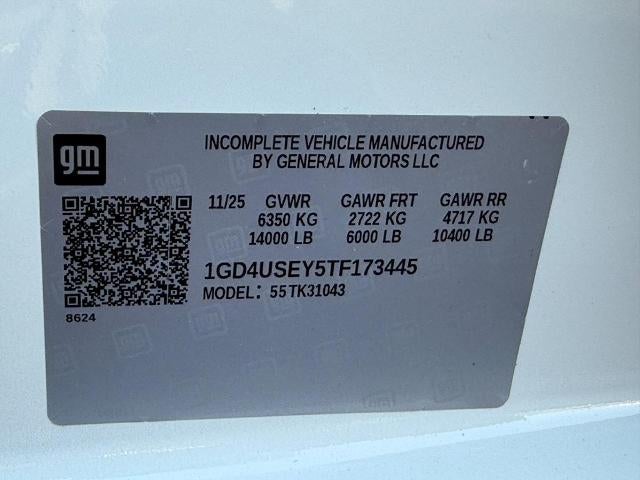 gm
INCOMPLETE VEHICLE MANUFACTURED
BY GENERAL MOTORS LLC
11/25 GVWR GAWR FRT GAWR RR
6350 KG 2722 KG 4717 KG
14000 LB 6000 LB 10400 LB
1GD4USEY5TF173445
MODEL: 55TK31043
8624